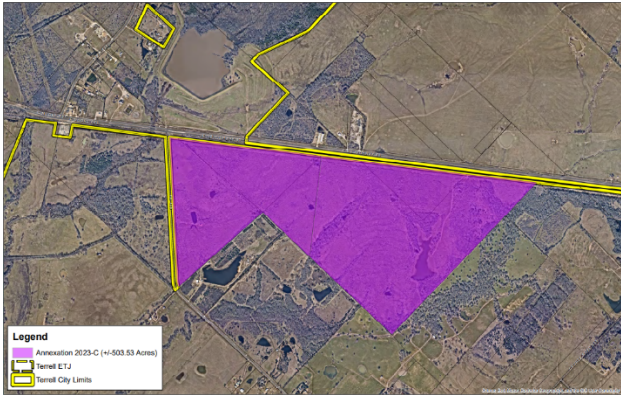 Legend
Annexation 2023-C (+/-503.53 Acres)
Terrell ETJ
Terrell City Limits